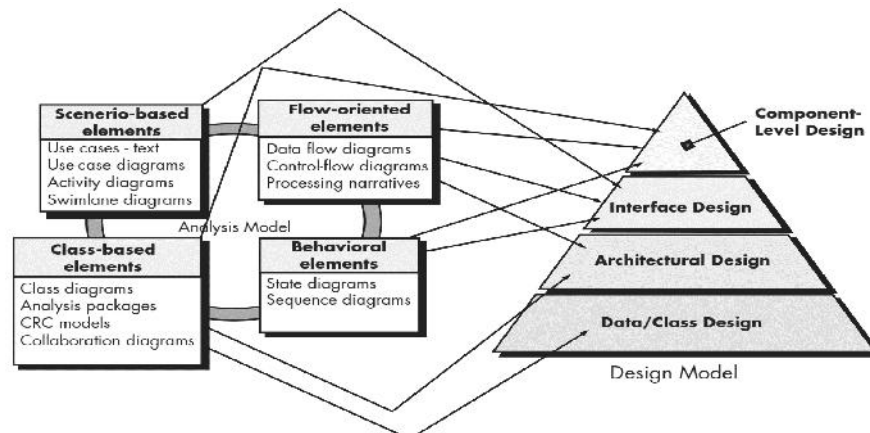 Scenerio-based
elements
Use cases - text
Use case diagrams
Activity diagrams
Swimlane diagrams
Flow-oriented
elements
Data flow diagrams
Control-flow diagrams
Processing narratives
Analysis Model
Class-based
elements
Class diagrams
Analysis packages
CRC models
Collaboration diagrams
Behavioral
elements
State diagrams
Sequence diagrams
Component-
Level Design
Interface Design
Architectural Design
Data/Class Design
Design Model